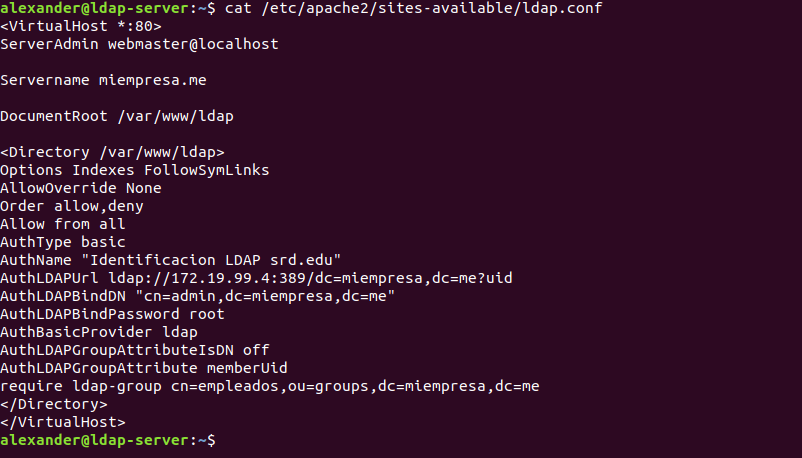 alexander@ldap-server:~$ cat /etc/apache2/sites-available/ldap.conf
<VirtualHost *:80>
ServerAdmin webmaster@localhost
Servername miempresa.me
DocumentRoot /var/www/ldap
<Directory /var/www/ldap>
Options Indexes FollowSymLinks
AllowOverride None
Order allow,deny
Allow from all
AuthType basic
AuthName "Identificacion LDAP srd.edu"
AuthLDAPUrl ldap://172.19.99.4:389/dc=miempresa,dc=me?uid
AuthLDAPBindDN "cn=admin,dc=miempresa,dc=me"
AuthLDAPBindPassword root
AuthBasicProvider ldap
AuthLDAPGroupAttributeIsDN off
AuthLDAPGroupAttribute memberUid
require ldap-group cn=empleados,ou=groups,dc=miempresa,dc=me
</Directory>
</VirtualHost>
alexander@ldap-server:~$